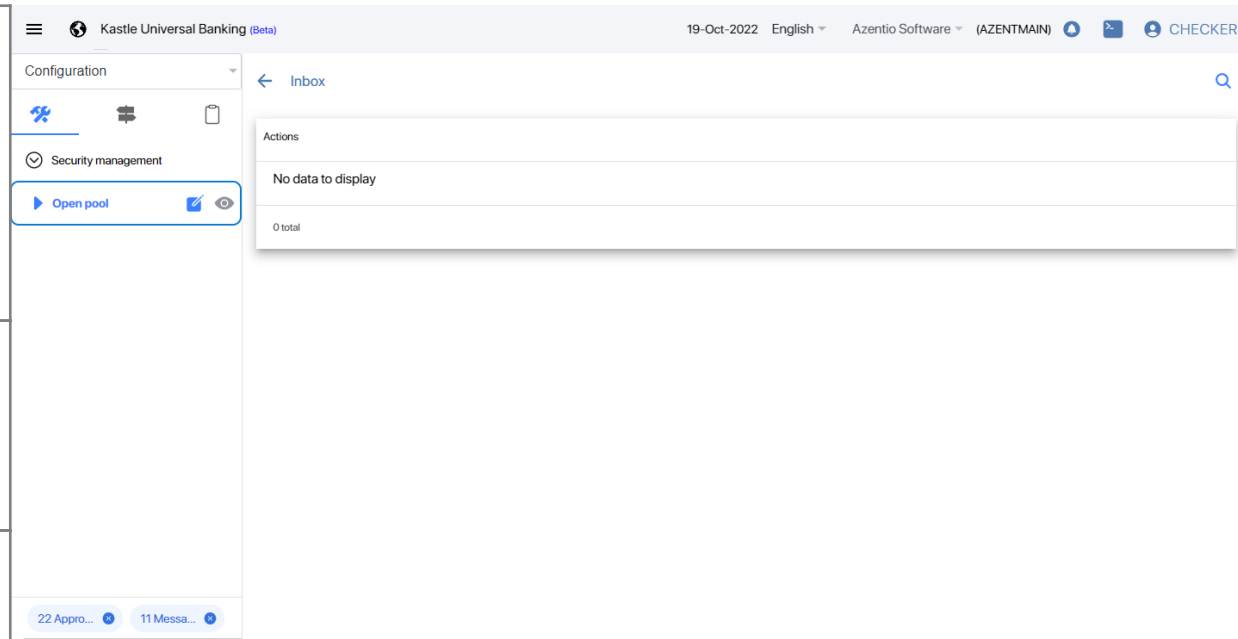 Kastle Universal Banking (Beta) 19-Oct-2022 English Azentio Software (AZENTMAIN) CHECKER
Configuration
Inbox
Actions
Security management
No data to display
Open pool
0 total
22 Appro... 11 Messa...